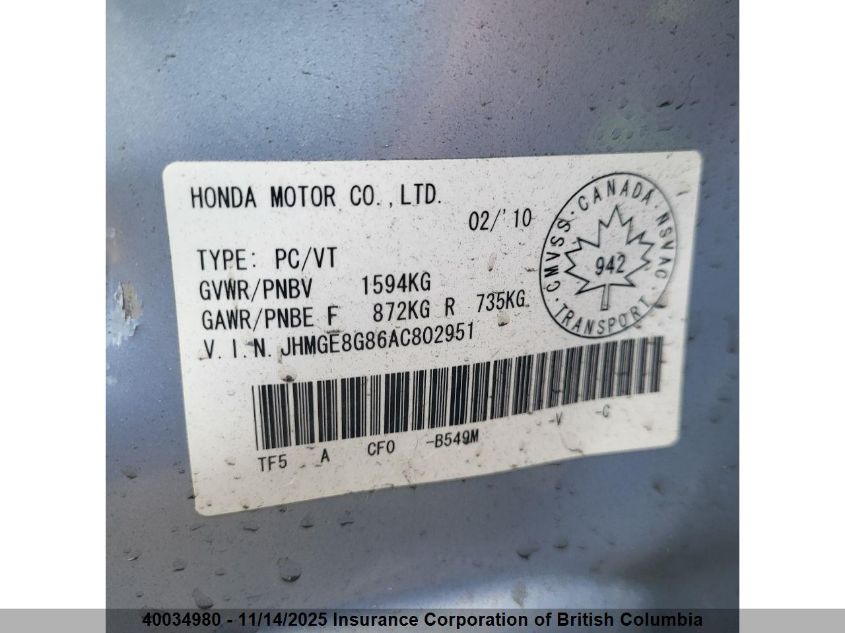 HONDA MOTOR CO.,LTD.
02/'10
TYPE: PC/VT
GVWR/PNBV 1594KG
GAWR/PNBE F 872KG R 735KG
V.I.N. JHMGE8G86AC802951
CMVSS · CANADA · NSVAC · TRANSPORT ·
942
TF5 A CF0 -B549M -V -C
40034980 - 11/14/2025 Insurance Corporation of British Columbia